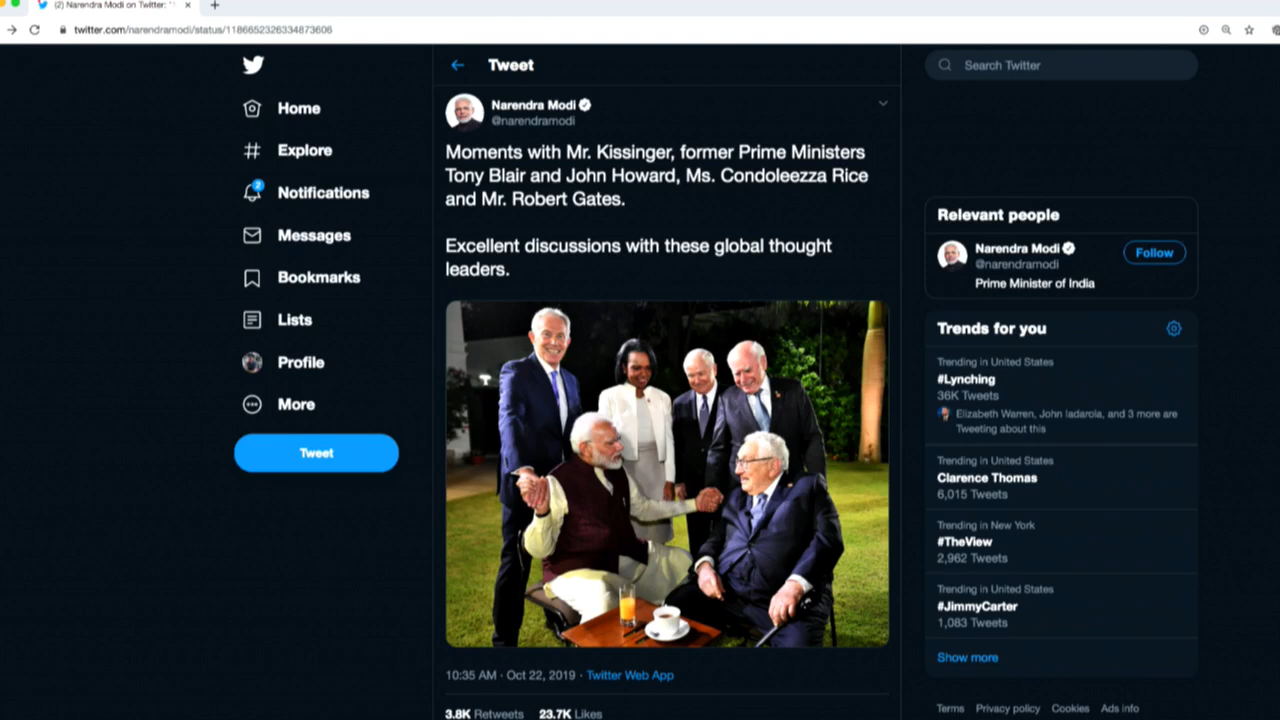 (2) Narendra Modi on Twitter: "
twitter.com/narendramodi/status/1186652326334873606
Home
Explore
2
Notifications
Messages
Bookmarks
Lists
Profile
More
Tweet
Tweet
Narendra Modi
@narendramodi
Moments with Mr. Kissinger, former Prime Ministers
Tony Blair and John Howard, Ms. Condoleezza Rice
and Mr. Robert Gates.
Excellent discussions with these global thought
leaders.
10:35 AM · Oct 22, 2019 · Twitter Web App
3.8K Retweets 23.7K Likes
Search Twitter
Relevant people
Narendra Modi
@narendramodi
Follow
Prime Minister of India
Trends for you
Trending in United States
#Lynching
36K Tweets
Elizabeth Warren, John Iadarola, and 3 more are
Tweeting about this
Trending in United States
Clarence Thomas
6,015 Tweets
Trending in New York
#TheView
2,962 Tweets
Trending in United States
#JimmyCarter
1,083 Tweets
Show more
Terms Privacy policy Cookies Ads info